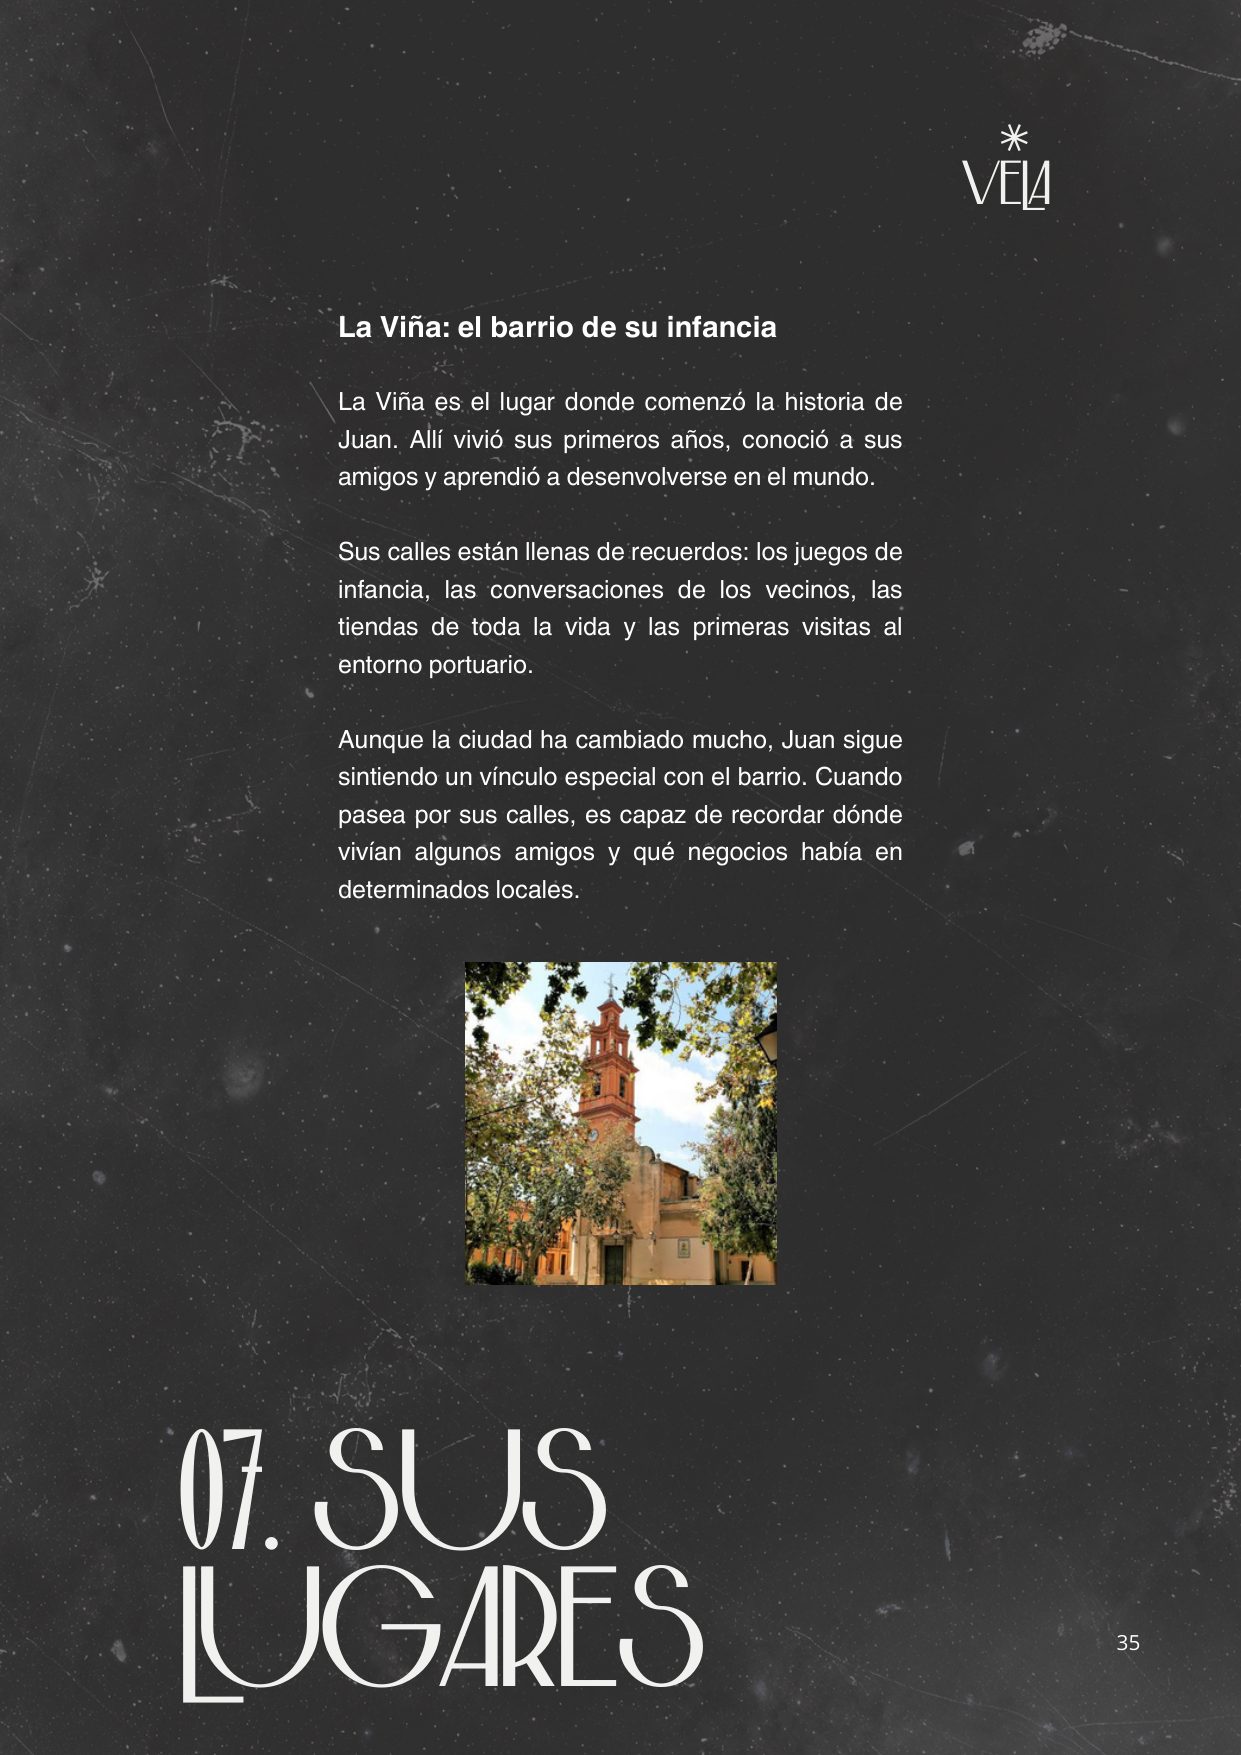 VELA
La Viña: el barrio de su infancia
La Viña es el lugar donde comenzó la historia de
Juan. Allí vivió sus primeros años, conoció a sus
amigos y aprendió a desenvolverse en el mundo.
Sus calles están llenas de recuerdos: los juegos de
infancia, las conversaciones de los vecinos, las
tiendas de toda la vida y las primeras visitas al
entorno portuario.
Aunque la ciudad ha cambiado mucho, Juan sigue
sintiendo un vínculo especial con el barrio. Cuando
pasea por sus calles, es capaz de recordar dónde
vivían algunos amigos y qué negocios había en
determinados locales.
07. SUS
LUGARES
35